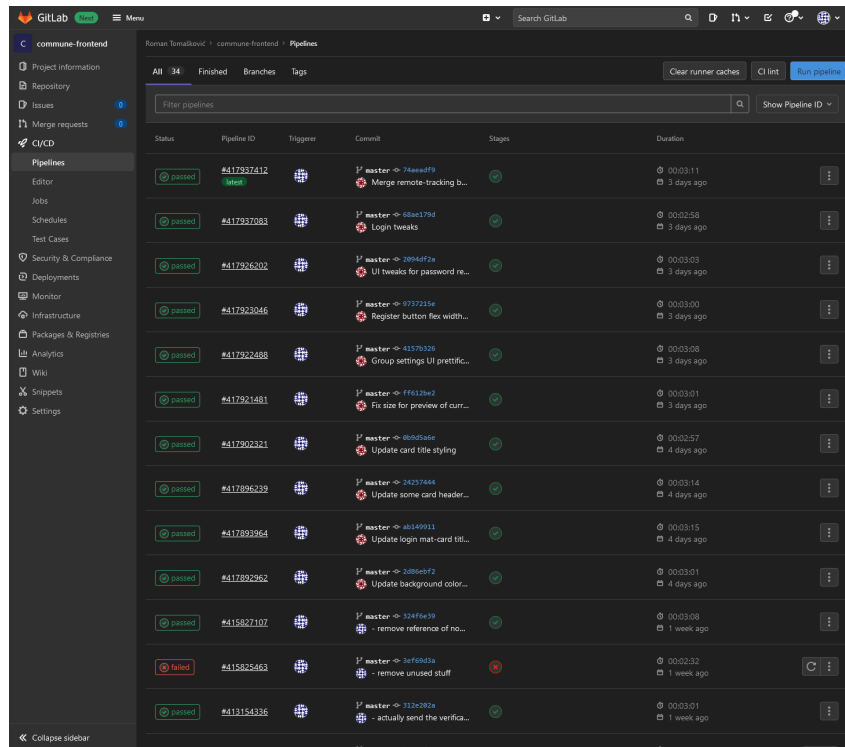 GitLab Next Menu Search GitLab
C commune-frontend
Project information
Repository
Issues 0
Merge requests 0
CI/CD
Pipelines
Editor
Jobs
Schedules
Test Cases
Security & Compliance
Deployments
Monitor
Infrastructure
Packages & Registries
Analytics
Wiki
Snippets
Settings
Collapse sidebar
Roman Tomaškovič › commune-frontend › Pipelines
All 34 Finished Branches Tags Clear runner caches CI lint Run pipeline
Filter pipelines Show Pipeline ID
Status Pipeline ID Triggerer Commit Stages Duration
passed #417937412 master 74aeadf9 00:03:11
latest Merge remote-tracking b... 3 days ago
passed #417937083 master 68ae179d 00:02:58
Login tweaks 3 days ago
passed #417926202 master 2094df2e 00:03:03
UI tweaks for password re... 3 days ago
passed #417923046 master 9737215e 00:03:00
Register button flex width... 3 days ago
passed #417922488 master 4157b326 00:03:08
Group settings UI prettific... 3 days ago
passed #417921481 master ff612be2 00:03:01
Fix size for preview of curr... 3 days ago
passed #417902321 master 0b9d5a6e 00:02:57
Update card title styling 4 days ago
passed #417896239 master 24257444 00:03:14
Update some card header... 4 days ago
passed #417893964 master ab149911 00:03:15
Update login mat-card titl... 4 days ago
passed #417892962 master 2d86ebf2 00:03:01
Update background color... 4 days ago
passed #415827107 master 324f6e39 00:03:08
- remove reference of no... 1 week ago
failed #415825463 master 3ef69d3a 00:02:32
- remove unused stuff 1 week ago
passed #413154336 master 312e202a 00:03:01
- actually send the verifica... 1 week ago